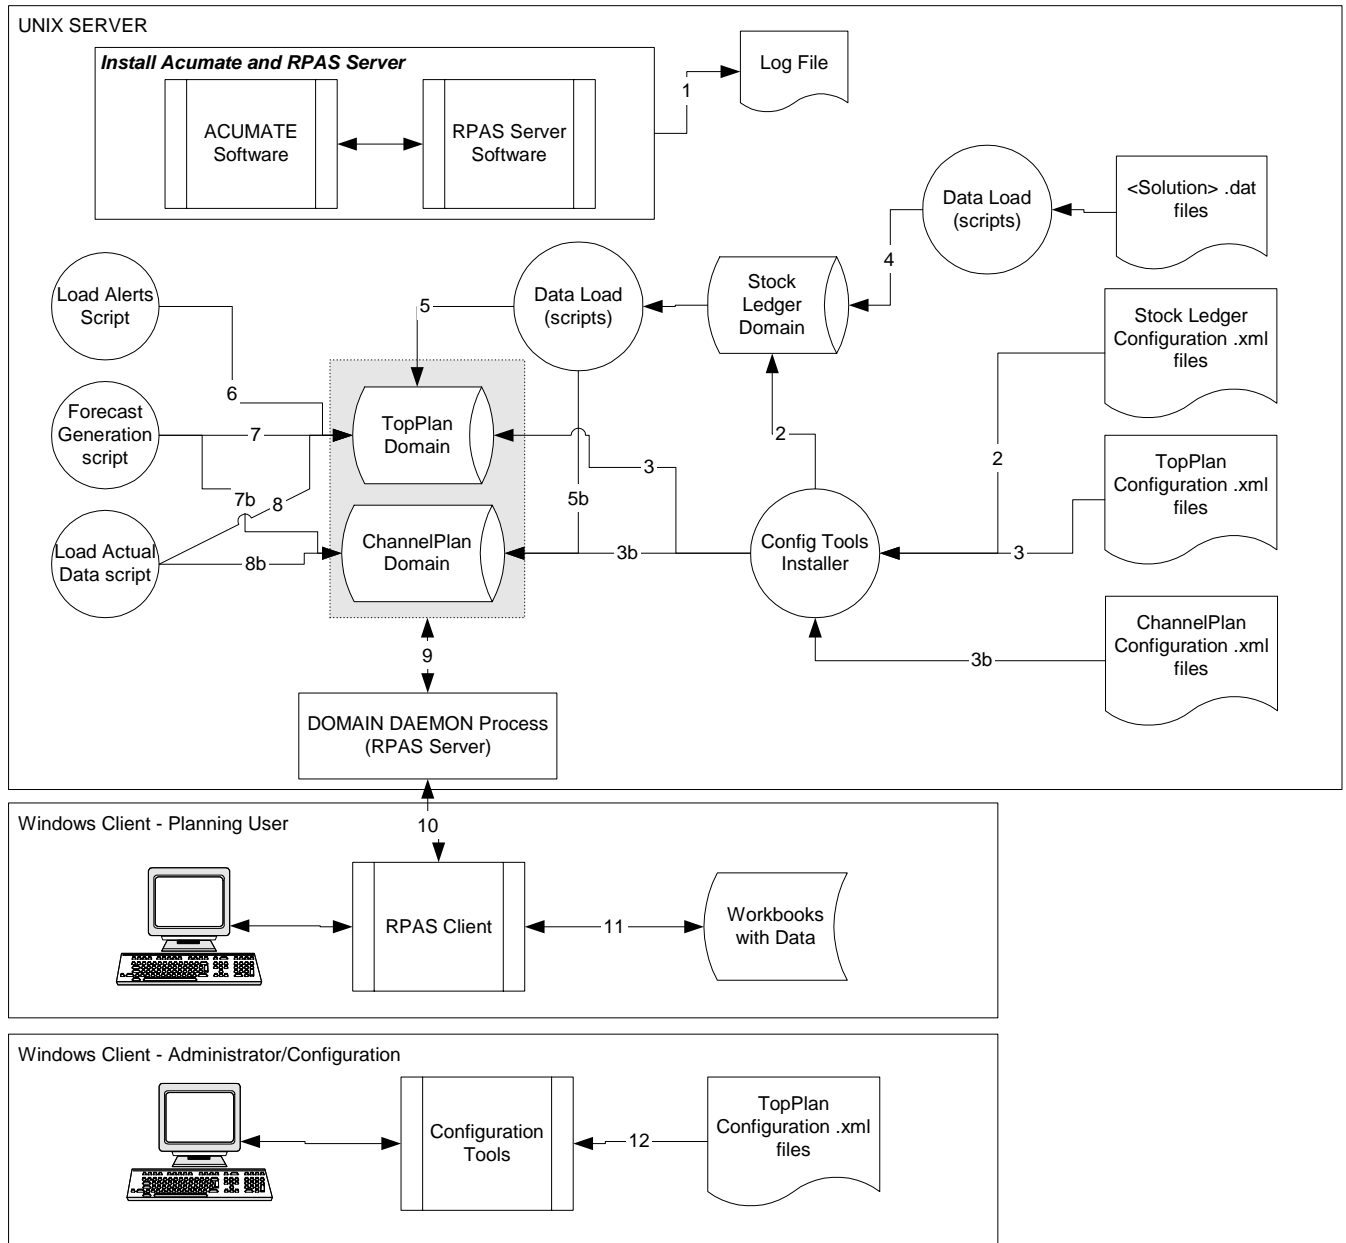 UNIX SERVER
Install Acumate and RPAS Server
ACUMATE
Software
RPAS Server
Software
1
Log File
<Solution> .dat
files
Data Load
(scripts)
4
Stock
Ledger
Domain
Data Load
(scripts)
5
Load Alerts
Script
6
Stock Ledger
Configuration .xml
files
2
Forecast
Generation
script
7
TopPlan
Domain
3
2
5b
TopPlan
Configuration .xml
files
3
7b
8
Load Actual
Data script
8b
ChannelPlan
Domain
3b
Config Tools
Installer
ChannelPlan
Configuration .xml
files
3b
9
DOMAIN DAEMON Process
(RPAS Server)
10
Windows Client - Planning User
RPAS Client
11
Workbooks
with Data
Windows Client - Administrator/Configuration
Configuration
Tools
12
TopPlan
Configuration .xml
files